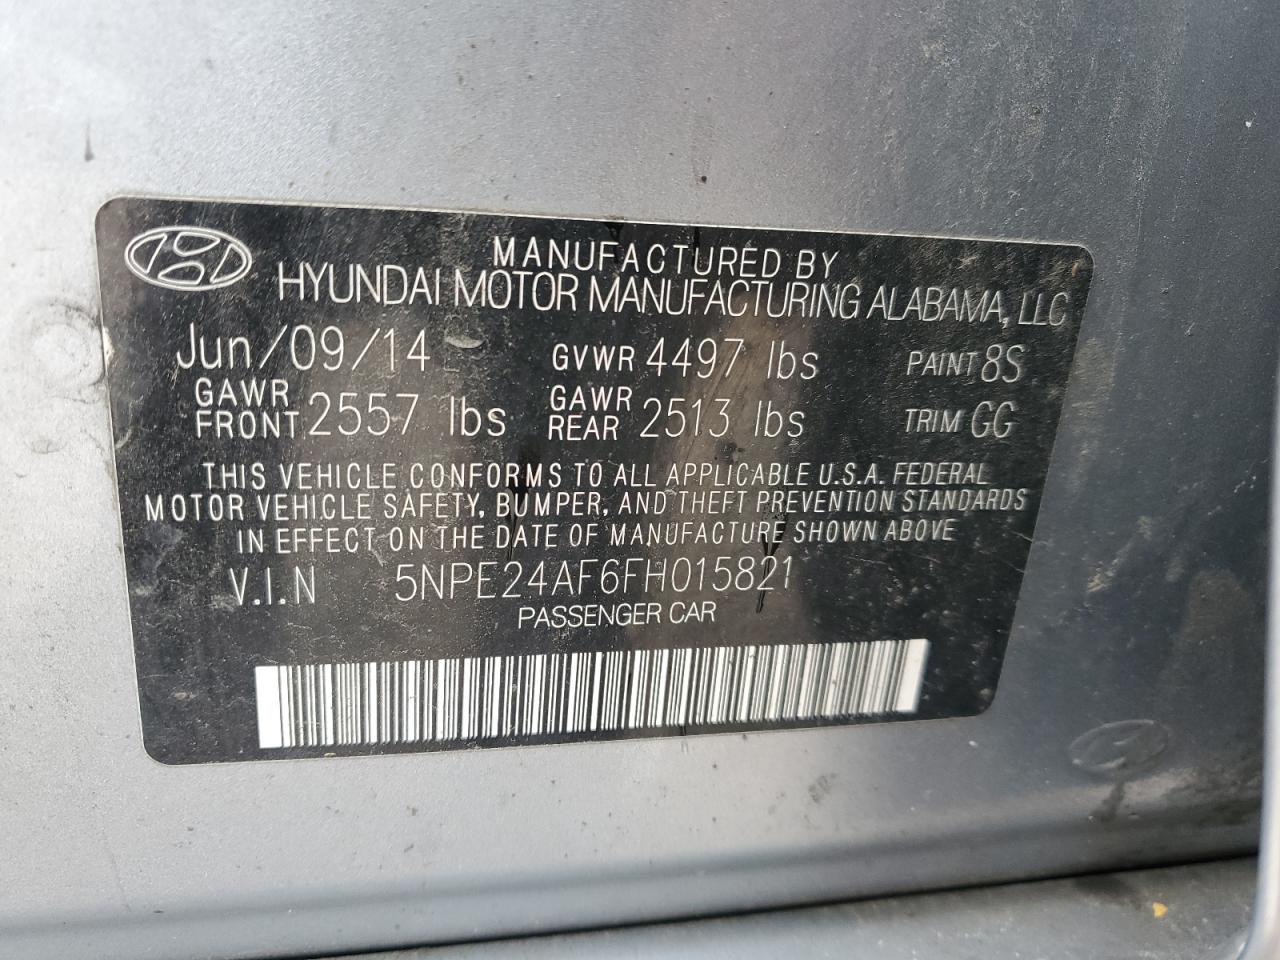 MANUFACTURED BY
HYUNDAI MOTOR MANUFACTURING ALABAMA, LLC
Jun/09/14 GVWR 4497 lbs PAINT 8S
GAWR FRONT 2557 lbs GAWR REAR 2513 lbs TRIM GG
THIS VEHICLE CONFORMS TO ALL APPLICABLE U.S.A. FEDERAL
MOTOR VEHICLE SAFETY, BUMPER, AND THEFT PREVENTION STANDARDS
IN EFFECT ON THE DATE OF MANUFACTURE SHOWN ABOVE
V.I.N 5NPE24AF6FH015821
PASSENGER CAR